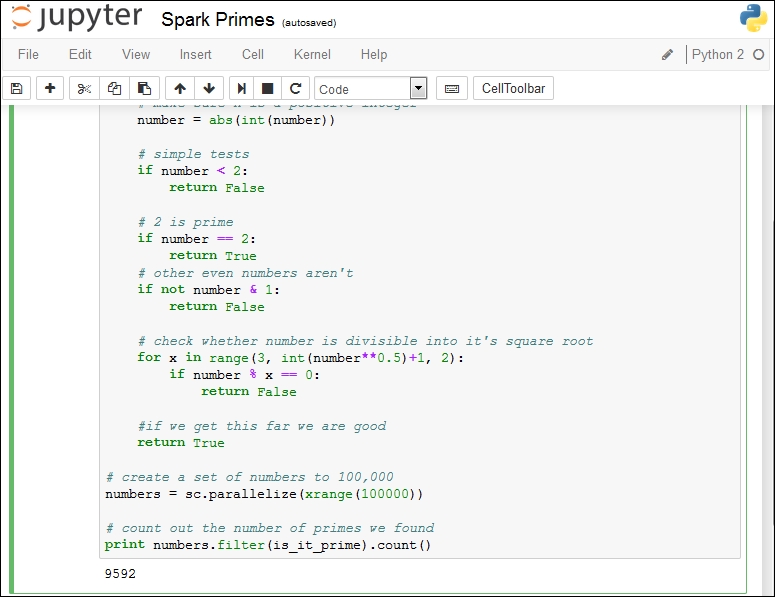 jupyter Spark Primes (autosaved)
File Edit View Insert Cell Kernel Help Python 2
Code CellToolbar
# make sure n is a positive integer
number = abs(int(number))
# simple tests
if number < 2:
return False
# 2 is prime
if number == 2:
return True
# other even numbers aren't
if not number & 1:
return False
# check whether number is divisible into it's square root
for x in range(3, int(number**0.5)+1, 2):
if number % x == 0:
return False
#if we get this far we are good
return True
# create a set of numbers to 100,000
numbers = sc.parallelize(xrange(100000))
# count out the number of primes we found
print numbers.filter(is_it_prime).count()
9592